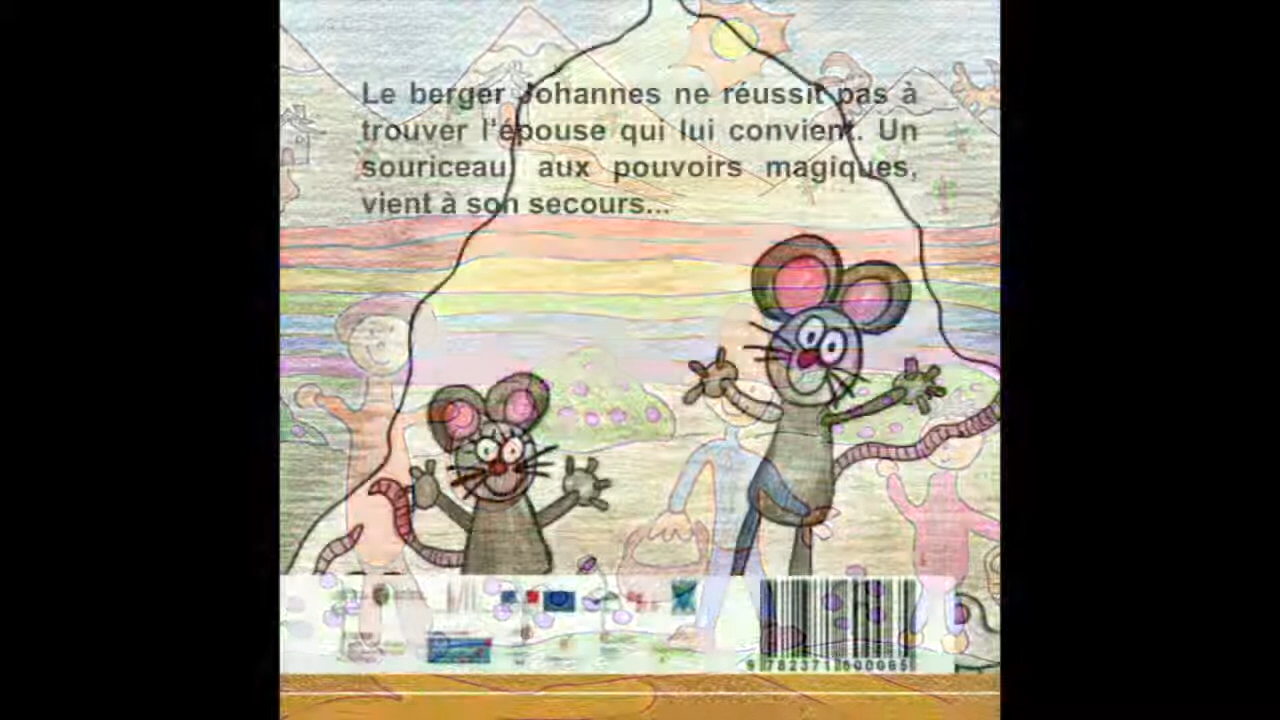 Le berger Johannes ne réussit pas à
trouver l'épouse qui lui convient. Un
souriceau aux pouvoirs magiques,
vient à son secours...